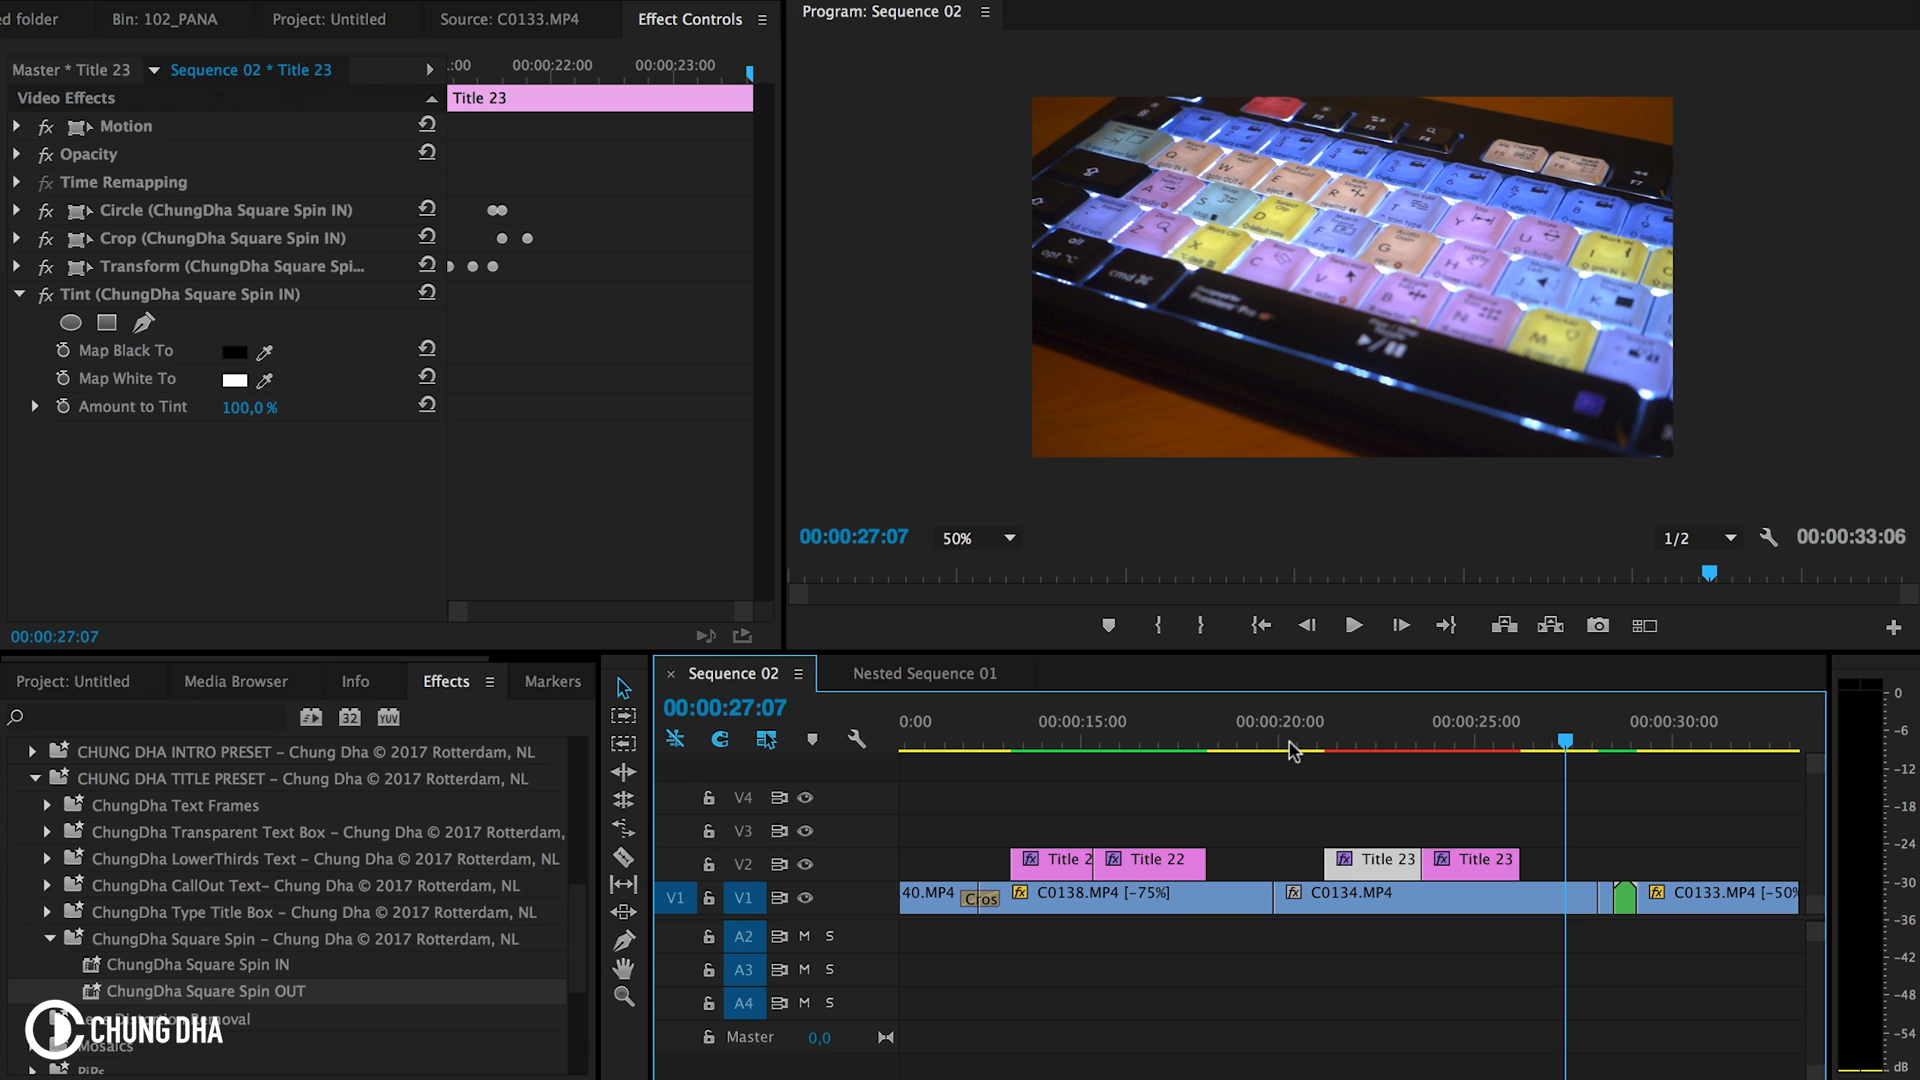 ed folder
Bin: 102_PANA
Project: Untitled
Source: C0133.MP4
Effect Controls
Program: Sequence 02
Master * Title 23
Sequence 02 * Title 23
:00
00:00:22:00
00:00:23:00
Video Effects
Title 23
fx Motion
fx Opacity
fx Time Remapping
fx Circle (ChungDha Square Spin IN)
fx Crop (ChungDha Square Spin IN)
fx Transform (ChungDha Square Spi...
fx Tint (ChungDha Square Spin IN)
Map Black To
Map White To
Amount to Tint
100,0 %
00:00:27:07
50%
1/2
00:00:33:06
00:00:27:07
Project: Untitled
Media Browser
Info
Effects
Markers
32
YUV
CHUNG DHA INTRO PRESET – Chung Dha © 2017 Rotterdam, NL
CHUNG DHA TITLE PRESET – Chung Dha © 2017 Rotterdam, NL
ChungDha Text Frames
ChungDha Transparent Text Box – Chung Dha © 2017 Rotterdam,
ChungDha LowerThirds Text – Chung Dha © 2017 Rotterdam, NL
ChungDha CallOut Text– Chung Dha © 2017 Rotterdam, NL
ChungDha Type Title Box – Chung Dha © 2017 Rotterdam, NL
ChungDha Square Spin – Chung Dha © 2017 Rotterdam, NL
ChungDha Square Spin IN
ChungDha Square Spin OUT
Removal
Mosaics
PiPs
CHUNG DHA
Sequence 02
Nested Sequence 01
00:00:27:07
0:00
00:00:15:00
00:00:20:00
00:00:25:00
00:00:30:00
V4
V3
V2
fx Title 2
fx Title 22
fx Title 23
fx Title 23
V1
V1
40.MP4
Cros
fx C0138.MP4 [-75%]
fx C0134.MP4
fx C0133.MP4 [-50%
A2 M S
A3 M S
A4 M S
Master
0,0
0
-6
-12
-18
-24
-30
-36
-42
-48
-54
dB